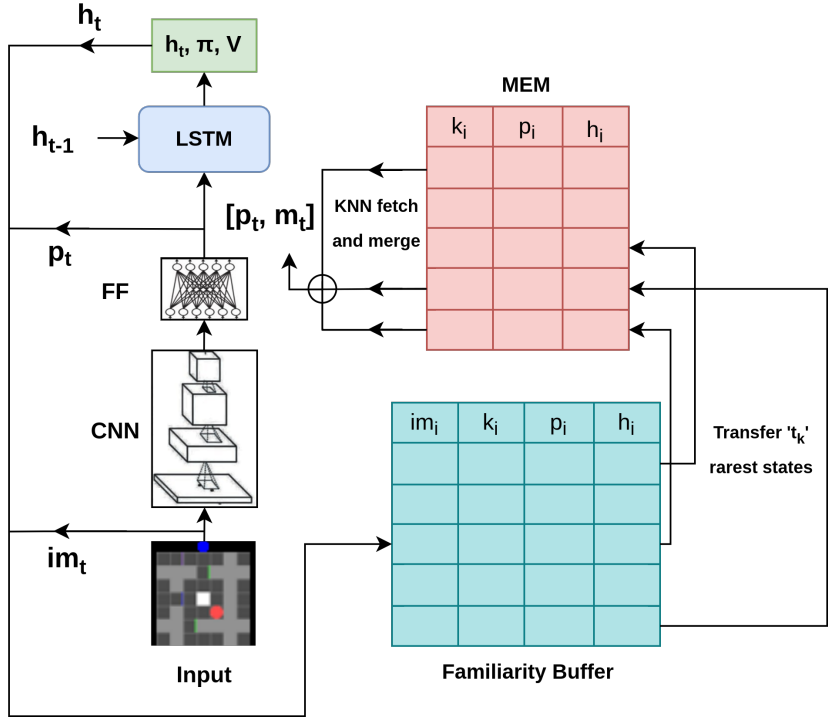 h_t
h_t, π, V
h_{t-1}
LSTM
p_t
FF
CNN
im_t
Input
MEM
k_i p_i h_i
[p_t, m_t]
KNN fetch
and merge
im_i k_i p_i h_i
Transfer 't_k'
rarest states
Familiarity Buffer